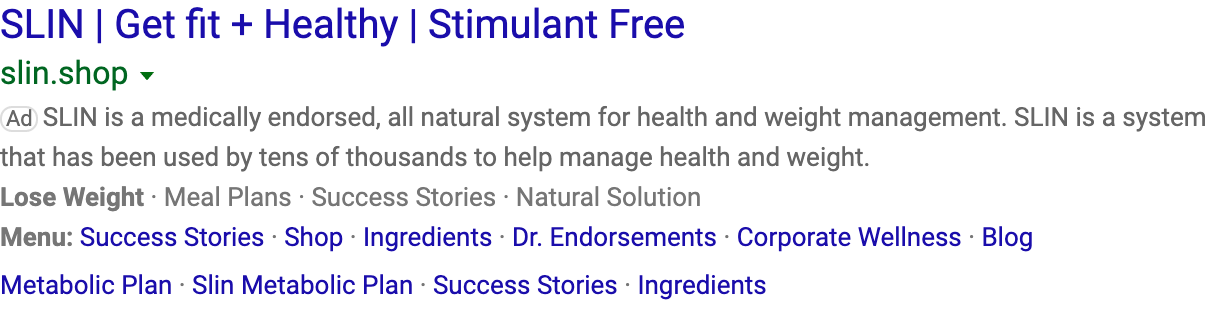 SLIN | Get fit + Healthy | Stimulant Free
slin.shop
Ad SLIN is a medically endorsed, all natural system for health and weight management. SLIN is a system
that has been used by tens of thousands to help manage health and weight.
Lose Weight · Meal Plans · Success Stories · Natural Solution
Menu: Success Stories · Shop · Ingredients · Dr. Endorsements · Corporate Wellness · Blog
Metabolic Plan · Slin Metabolic Plan · Success Stories · Ingredients